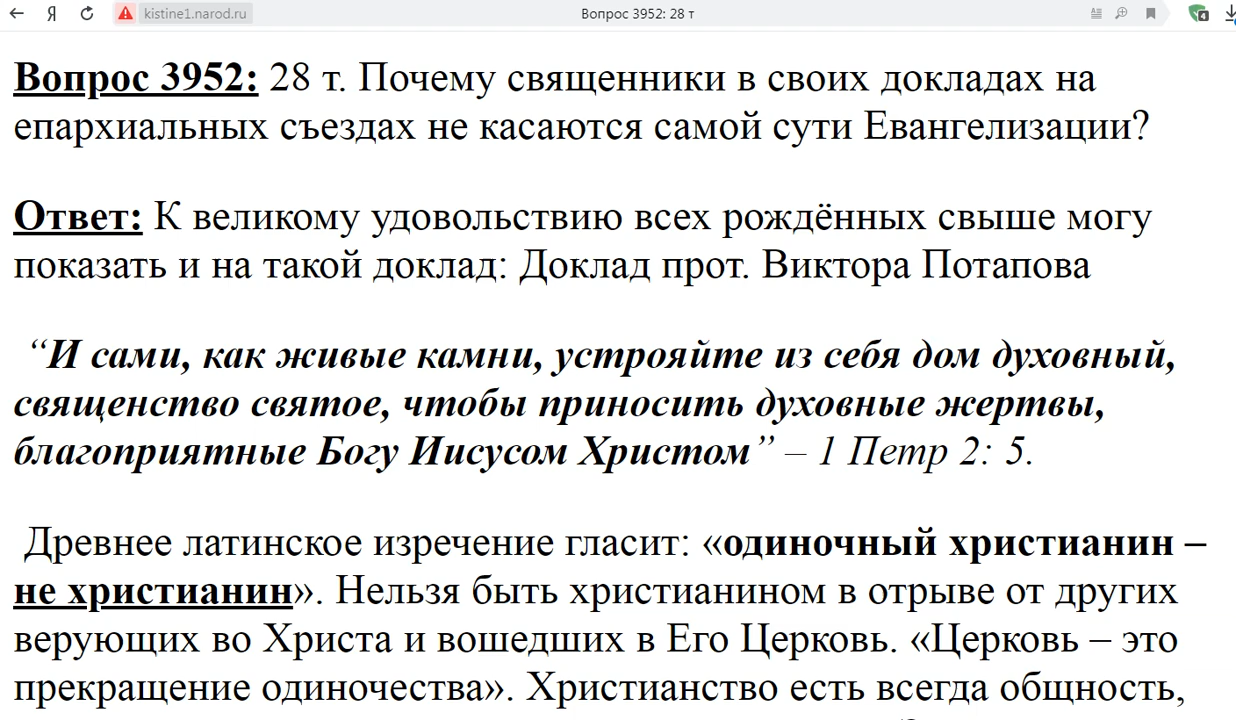 Я kistine1.narod.ru Вопрос 3952: 28 т 4
Вопрос 3952: 28 т. Почему священники в своих докладах на
епархиальных съездах не касаются самой сути Евангелизации?
Ответ: К великому удовольствию всех рождённых свыше могу
показать и на такой доклад: Доклад прот. Виктора Потапова
“И сами, как живые камни, устрояйте из себя дом духовный,
священство святое, чтобы приносить духовные жертвы,
благоприятные Богу Иисусом Христом” – 1 Петр 2: 5.
Древнее латинское изречение гласит: «одиночный христианин –
не христианин». Нельзя быть христианином в отрыве от других
верующих во Христа и вошедших в Его Церковь. «Церковь – это
прекращение одиночества». Христианство есть всегда общность,